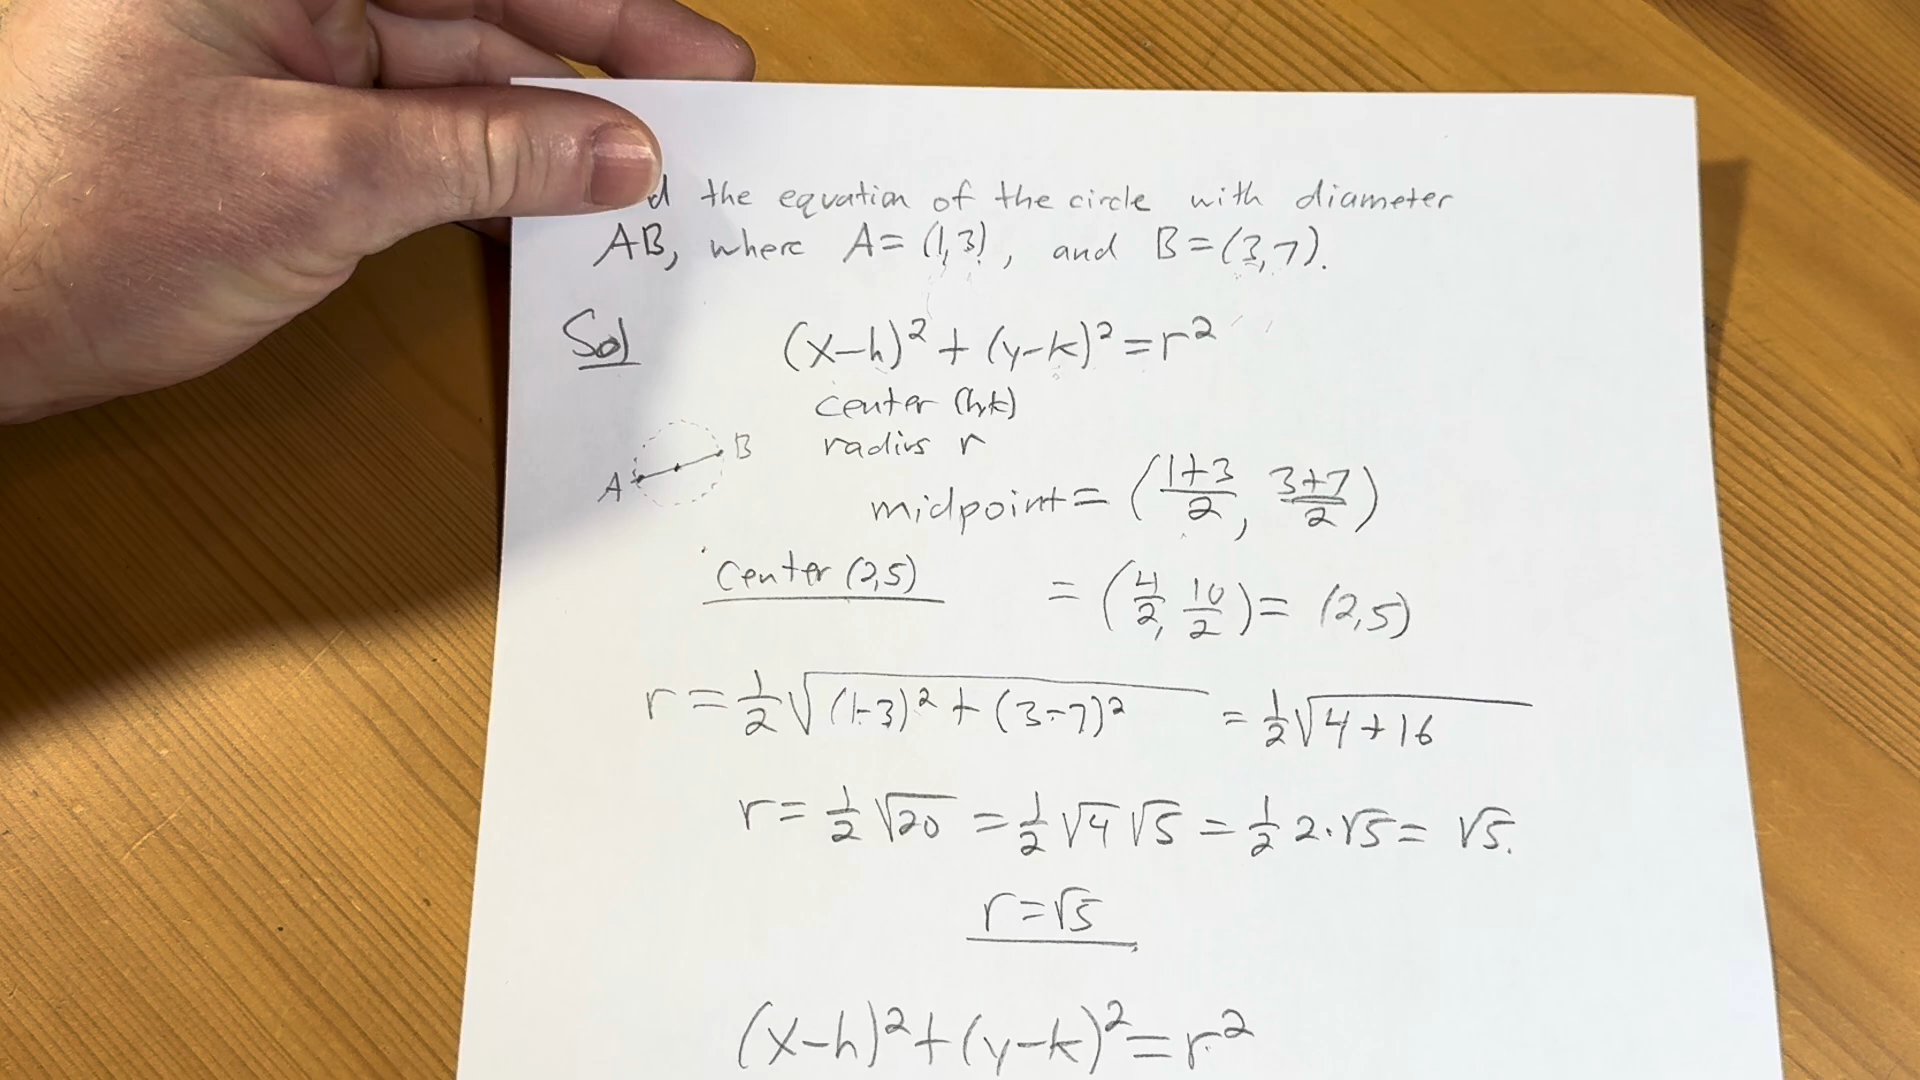 d the equation of the circle with diameter
AB, where A = (1,3), and B = (3,7).
Sol
(x-h)² + (y-k)² = r²
center (h,k)
radius r
A
B
midpoint = (1+3/2, 3+7/2)
center (2,5)
= (4/2, 10/2) = (2,5)
r = 1/2 √((1-3)² + (3-7)²) = 1/2 √(4+16)
r = 1/2 √20 = 1/2 √4 √5 = 1/2 2·√5 = √5.
r = √5
(x-h)² + (y-k)² = r²